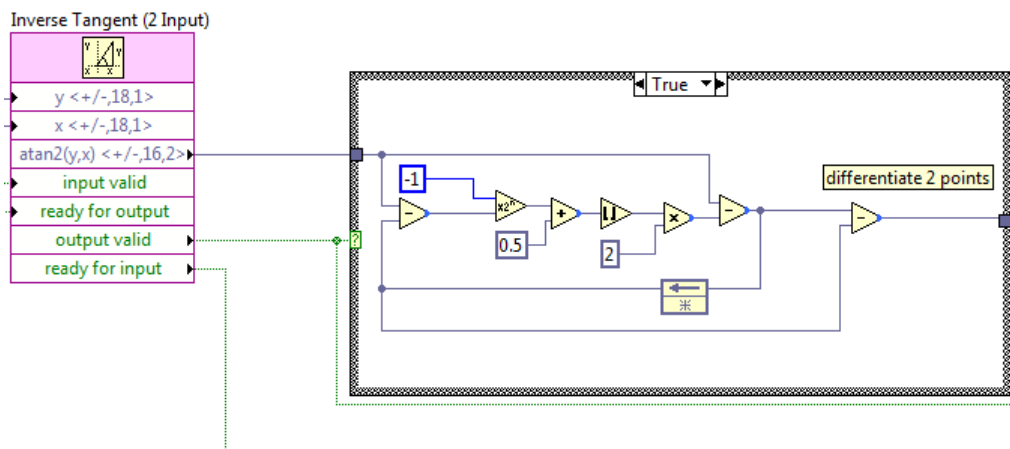 Inverse Tangent (2 Input)
Y
Y
x
x
y <+/-,18,1>
x <+/-,18,1>
atan2(y,x) <+/-,16,2>
input valid
ready for output
output valid
ready for input
True
?
-1
-
x2ⁿ
+
0.5
x
2
-
differentiate 2 points
-